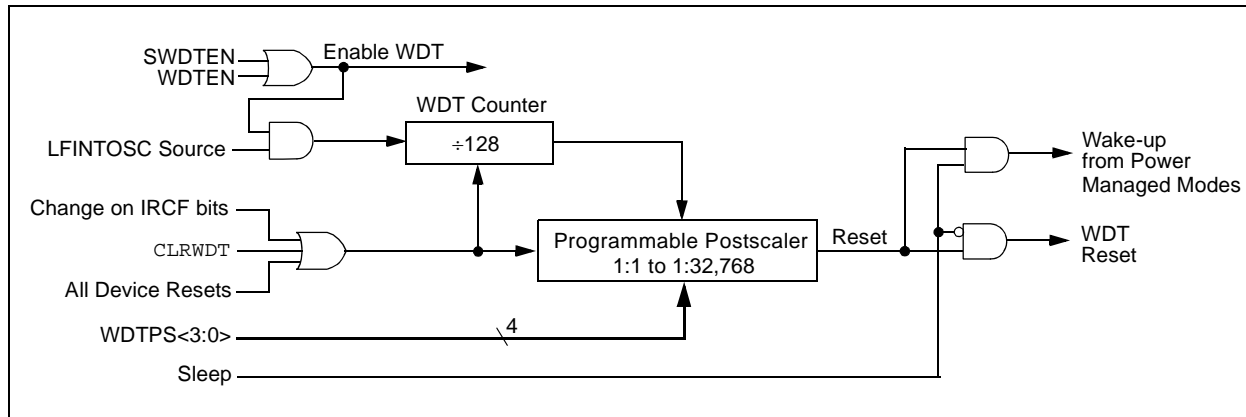 SWDTEN
WDTEN
Enable WDT
WDT Counter
LFINTOSC Source
÷128
Wake-up
from Power
Managed Modes
Change on IRCF bits
CLRWDT
All Device Resets
Programmable Postscaler
1:1 to 1:32,768
Reset
WDT
Reset
WDTPS<3:0>
4
Sleep